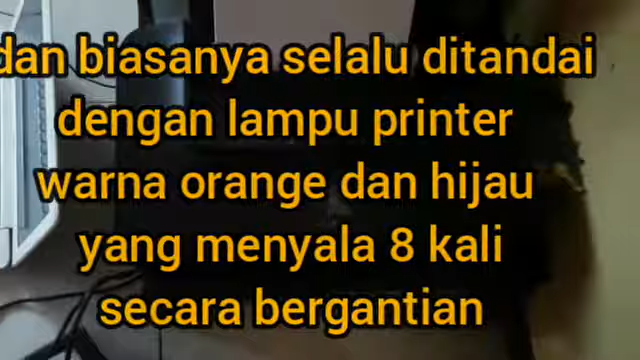 dan biasanya selalu ditandai
dengan lampu printer
warna orange dan hijau
yang menyala 8 kali
secara bergantian